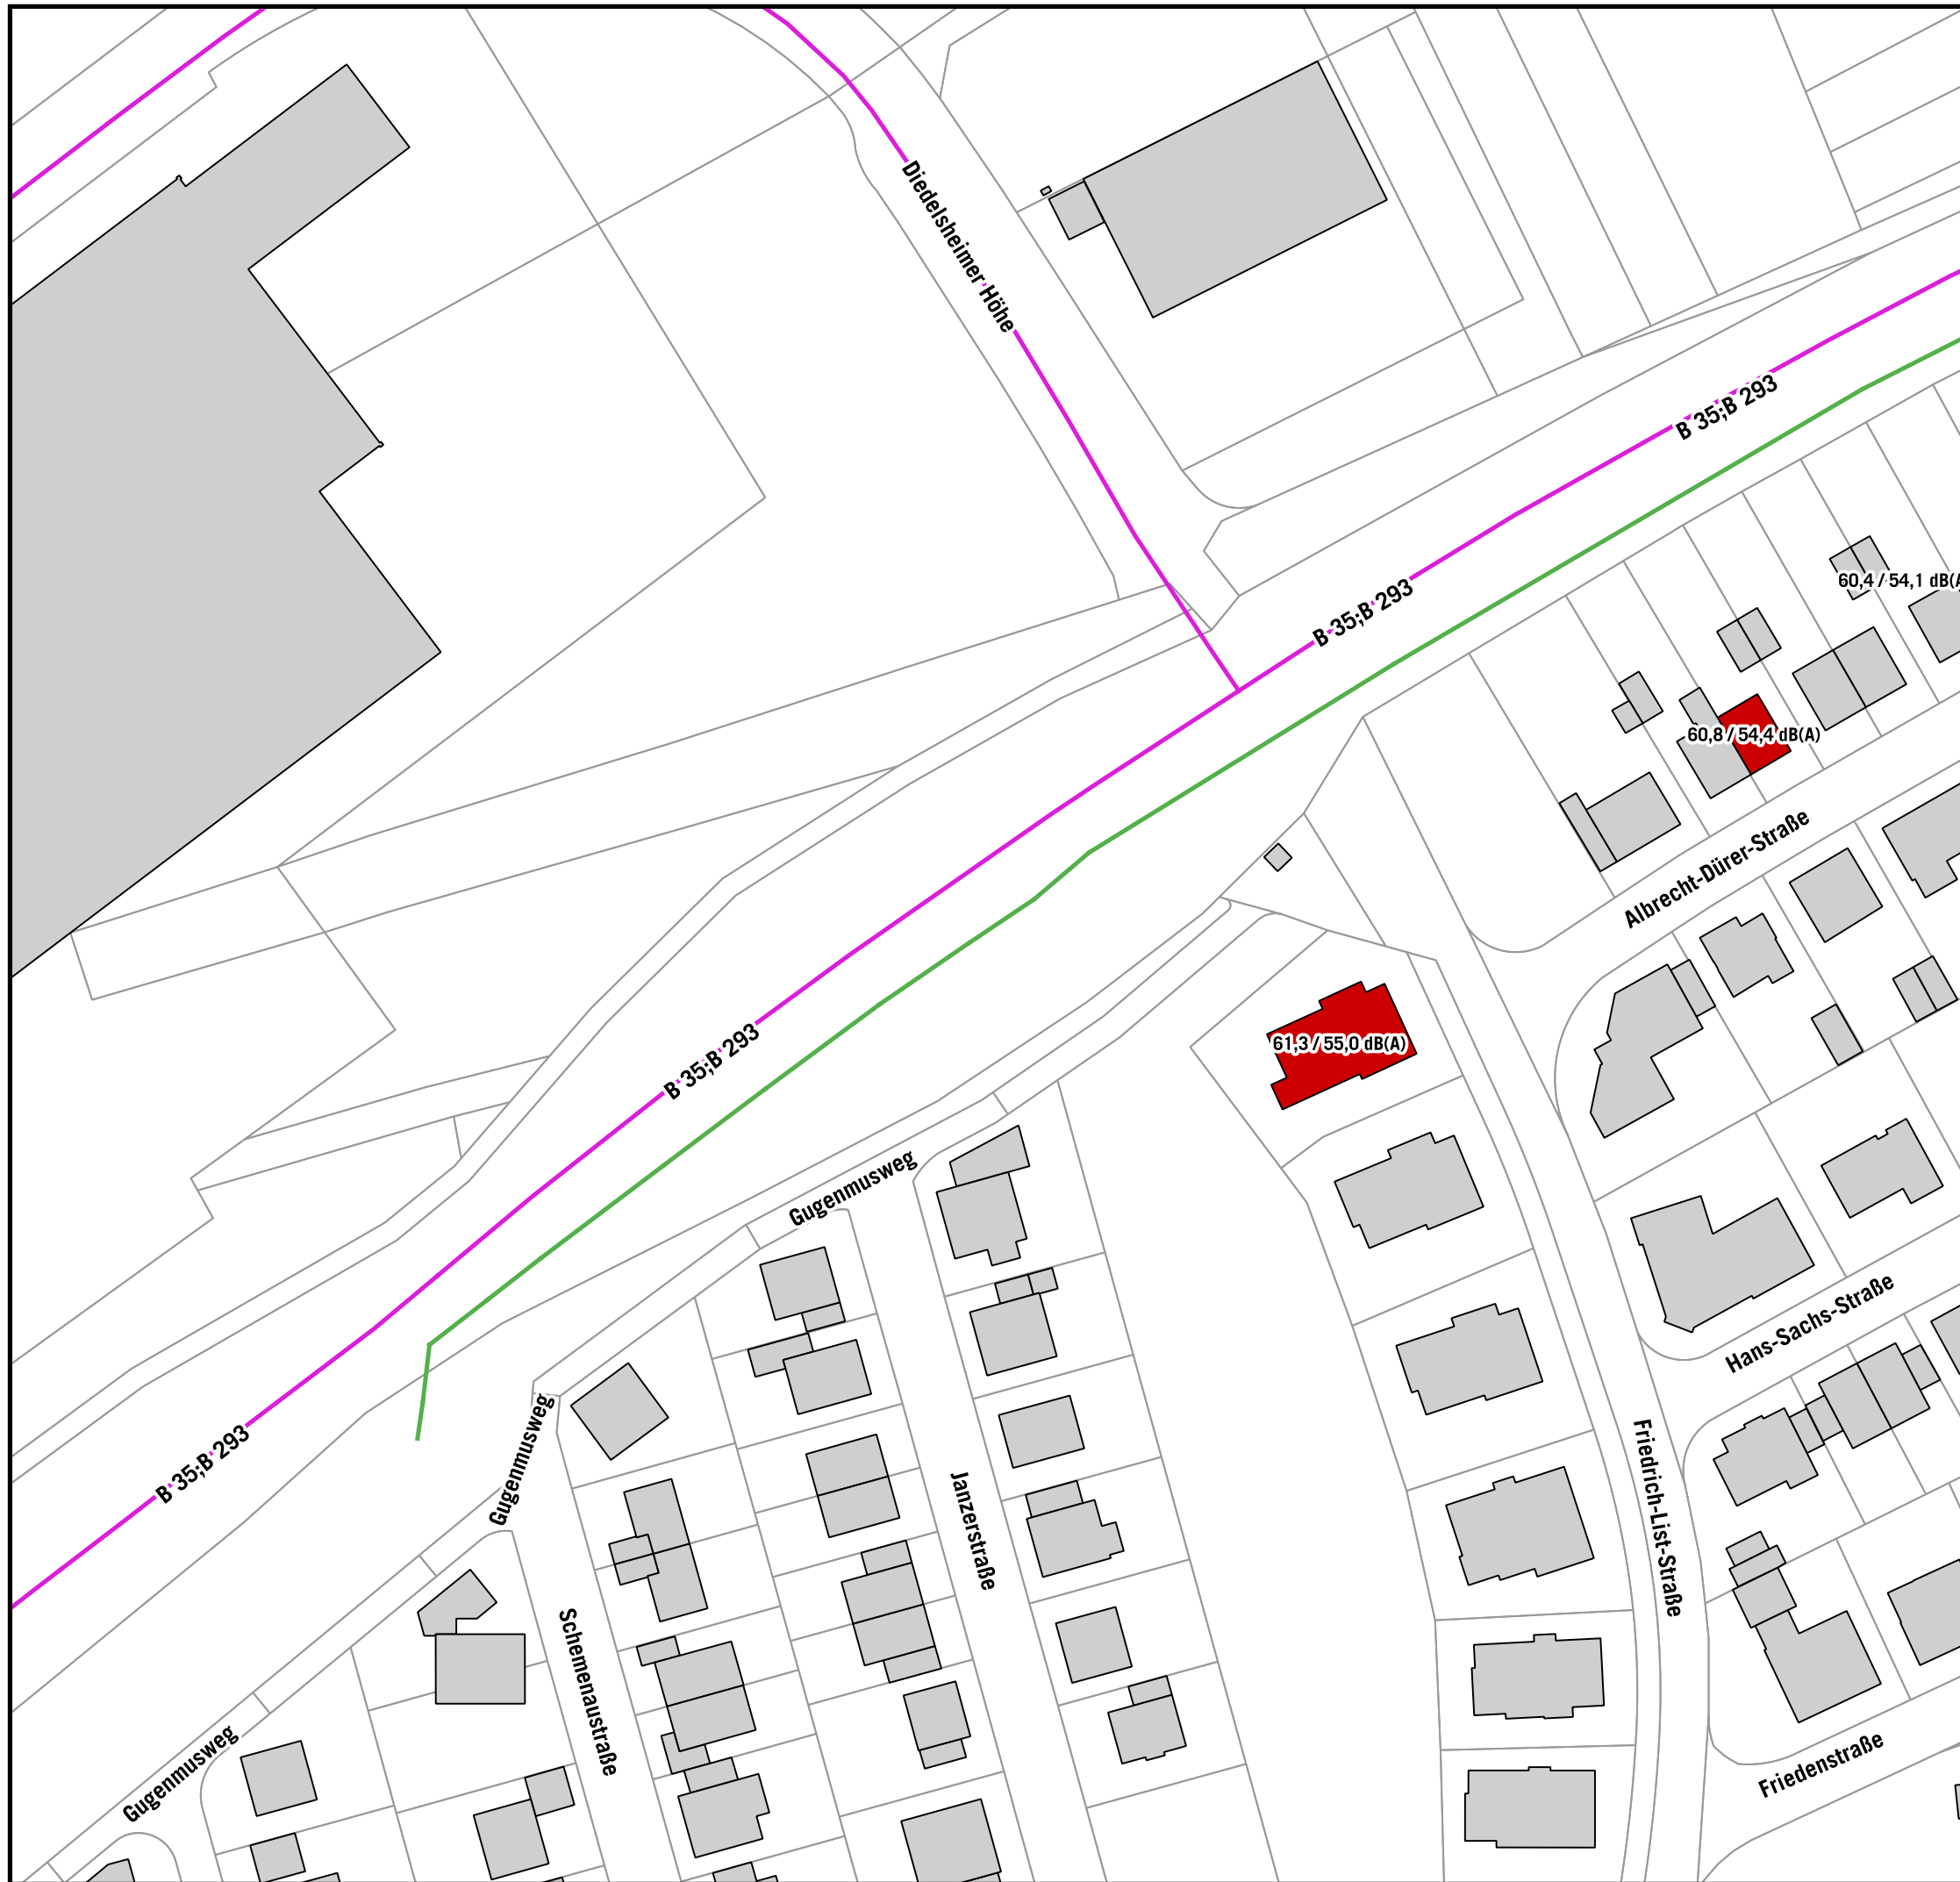 Diedelsheimer Höhe
B 35;B 293
B 35;B 293
60,4 / 54,1 dB(A
60,8 / 54,4 dB(A)
Albrecht-Dürer-Straße
61,3 / 55,0 dB(A)
B 35;B 293
Gugenmusweg
Hans-Sachs-Straße
Gugenmusweg
B 35;B 293
Janzerstraße
Friedrich-List-Straße
Schemenaustraße
Gugenmusweg
Friedenstraße